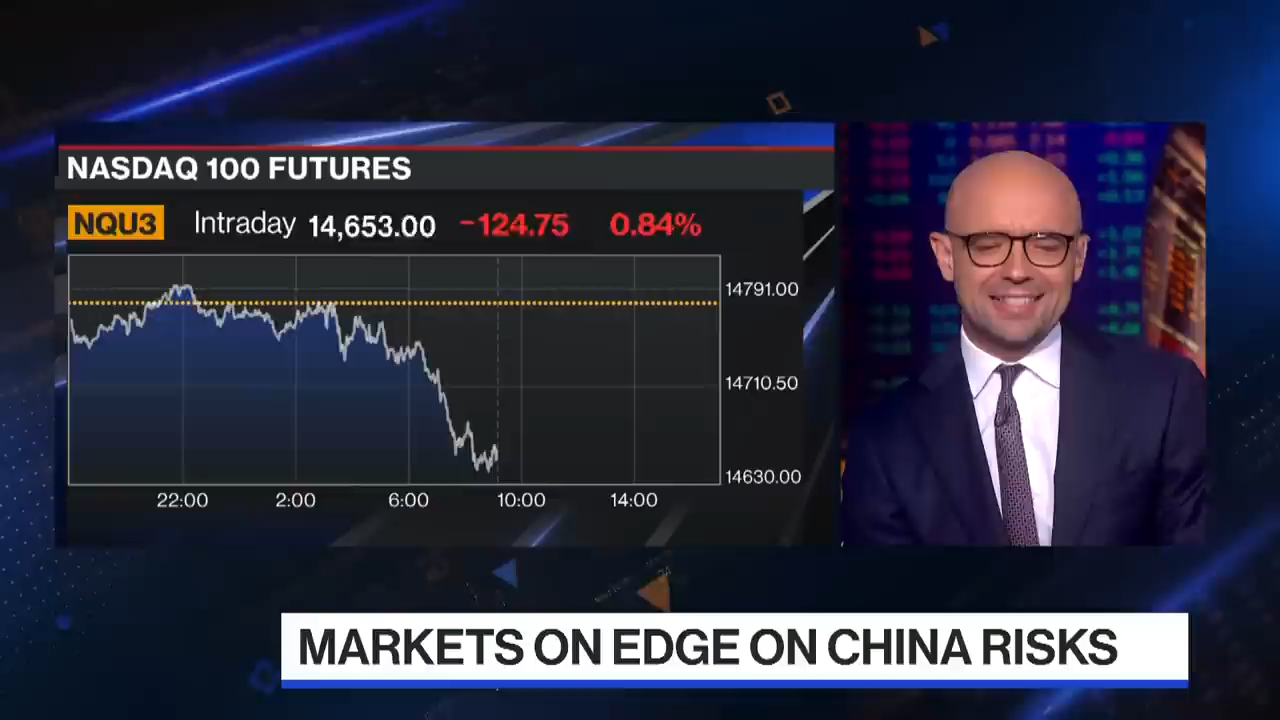 NASDAQ 100 FUTURES
NQU3 Intraday 14,653.00 -124.75 0.84%
14791.00
14710.50
14630.00
22:00 2:00 6:00 10:00 14:00
MARKETS ON EDGE ON CHINA RISKS